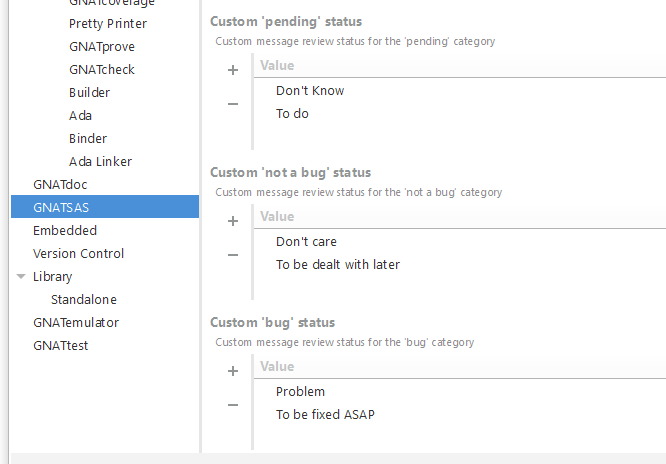 GNATcoverage
Pretty Printer
GNATprove
GNATcheck
Builder
Ada
Binder
Ada Linker
GNATdoc
GNATSAS
Embedded
Version Control
Library
Standalone
GNATemulator
GNATtest
Custom 'pending' status
Custom message review status for the 'pending' category
Value
Don't Know
To do
Custom 'not a bug' status
Custom message review status for the 'not a bug' category
Value
Don't care
To be dealt with later
Custom 'bug' status
Custom message review status for the 'bug' category
Value
Problem
To be fixed ASAP